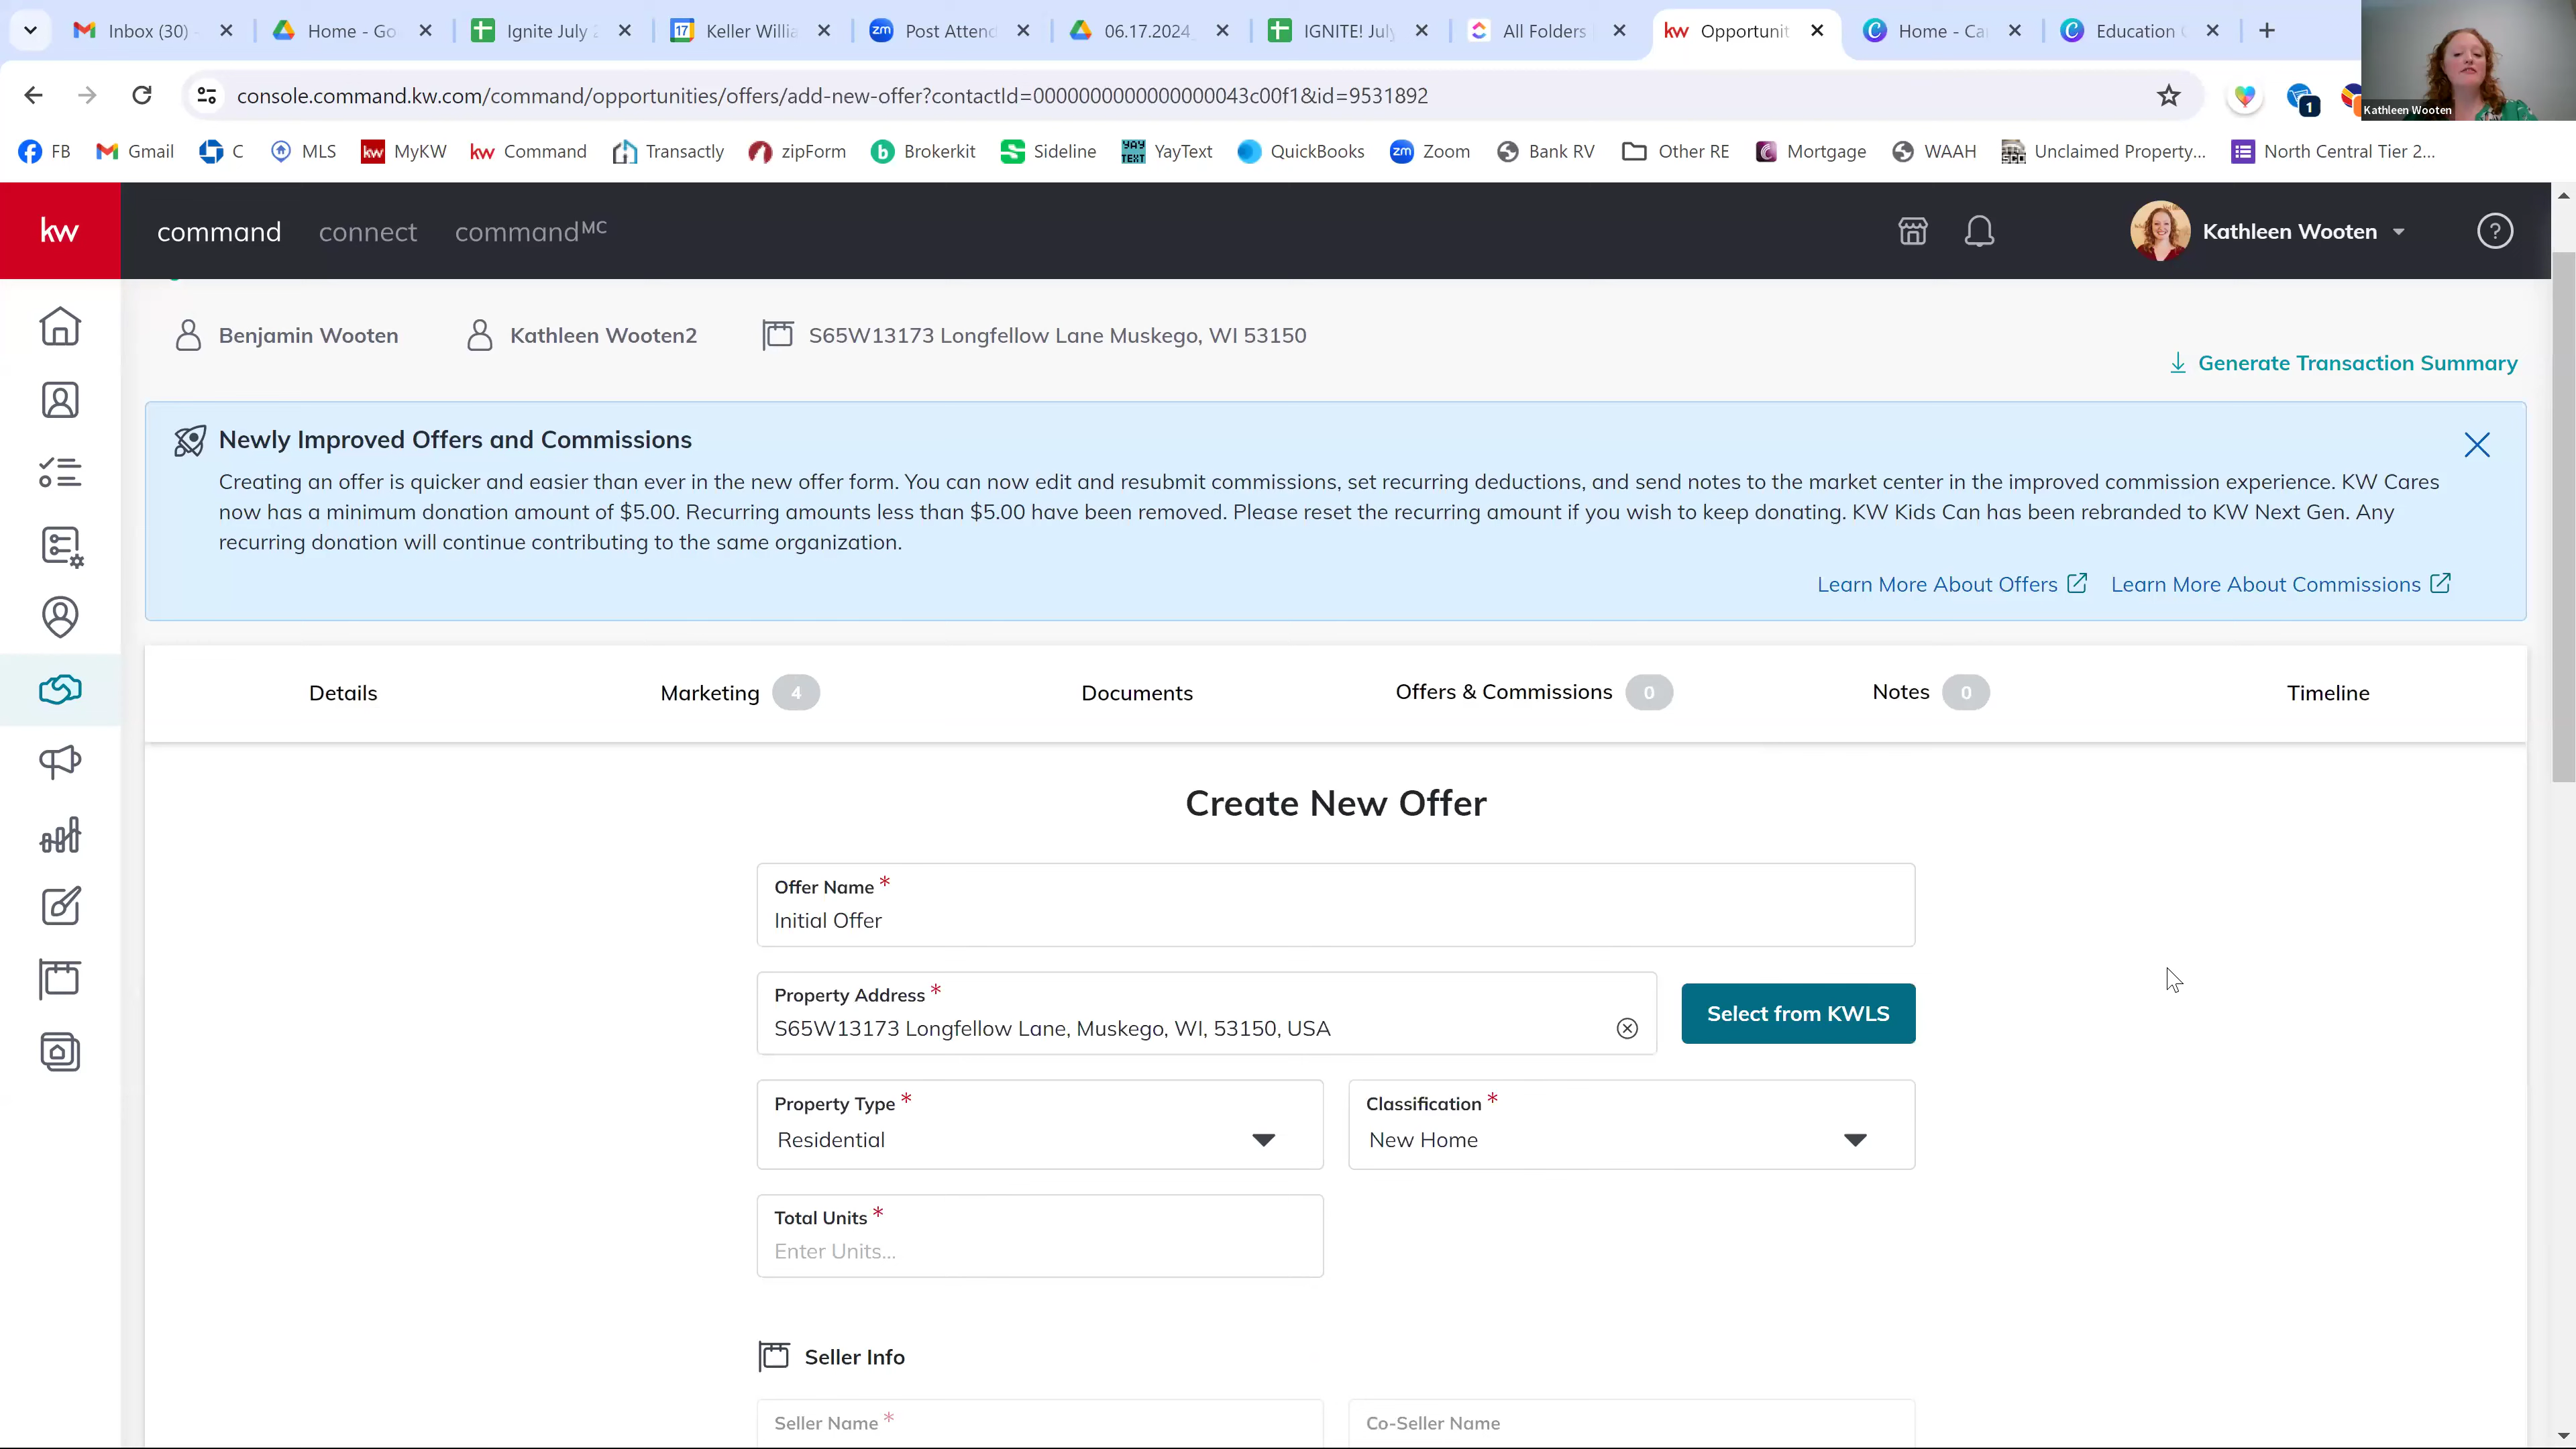 Inbox (30) -
Home - Go
Ignite July 2
Keller Willia
Post Attend
06.17.2024_
IGNITE! July
All Folders
Opportunit
Home - Ca
Education C
console.command.kw.com/command/opportunities/offers/add-new-offer?contactId=0000000000000000043c00f1&id=9531892
1
Kathleen Wooten
FB
Gmail
C
MLS
MyKW
Command
Transactly
zipForm
Brokerkit
Sideline
YayText
QuickBooks
Zoom
Bank RV
Other RE
Mortgage
WAAH
Unclaimed Property...
North Central Tier 2...
kw
command
connect
commandMC
Kathleen Wooten
Benjamin Wooten
Kathleen Wooten2
S65W13173 Longfellow Lane Muskego, WI 53150
Generate Transaction Summary
Newly Improved Offers and Commissions
Creating an offer is quicker and easier than ever in the new offer form. You can now edit and resubmit commissions, set recurring deductions, and send notes to the market center in the improved commission experience. KW Cares
now has a minimum donation amount of $5.00. Recurring amounts less than $5.00 have been removed. Please reset the recurring amount if you wish to keep donating. KW Kids Can has been rebranded to KW Next Gen. Any
recurring donation will continue contributing to the same organization.
Learn More About Offers
Learn More About Commissions
Details
Marketing 4
Documents
Offers & Commissions 0
Notes 0
Timeline
Create New Offer
Offer Name *
Initial Offer
Property Address *
S65W13173 Longfellow Lane, Muskego, WI, 53150, USA
Select from KWLS
Property Type *
Residential
Classification *
New Home
Total Units *
Enter Units...
Seller Info
Seller Name *
Co-Seller Name